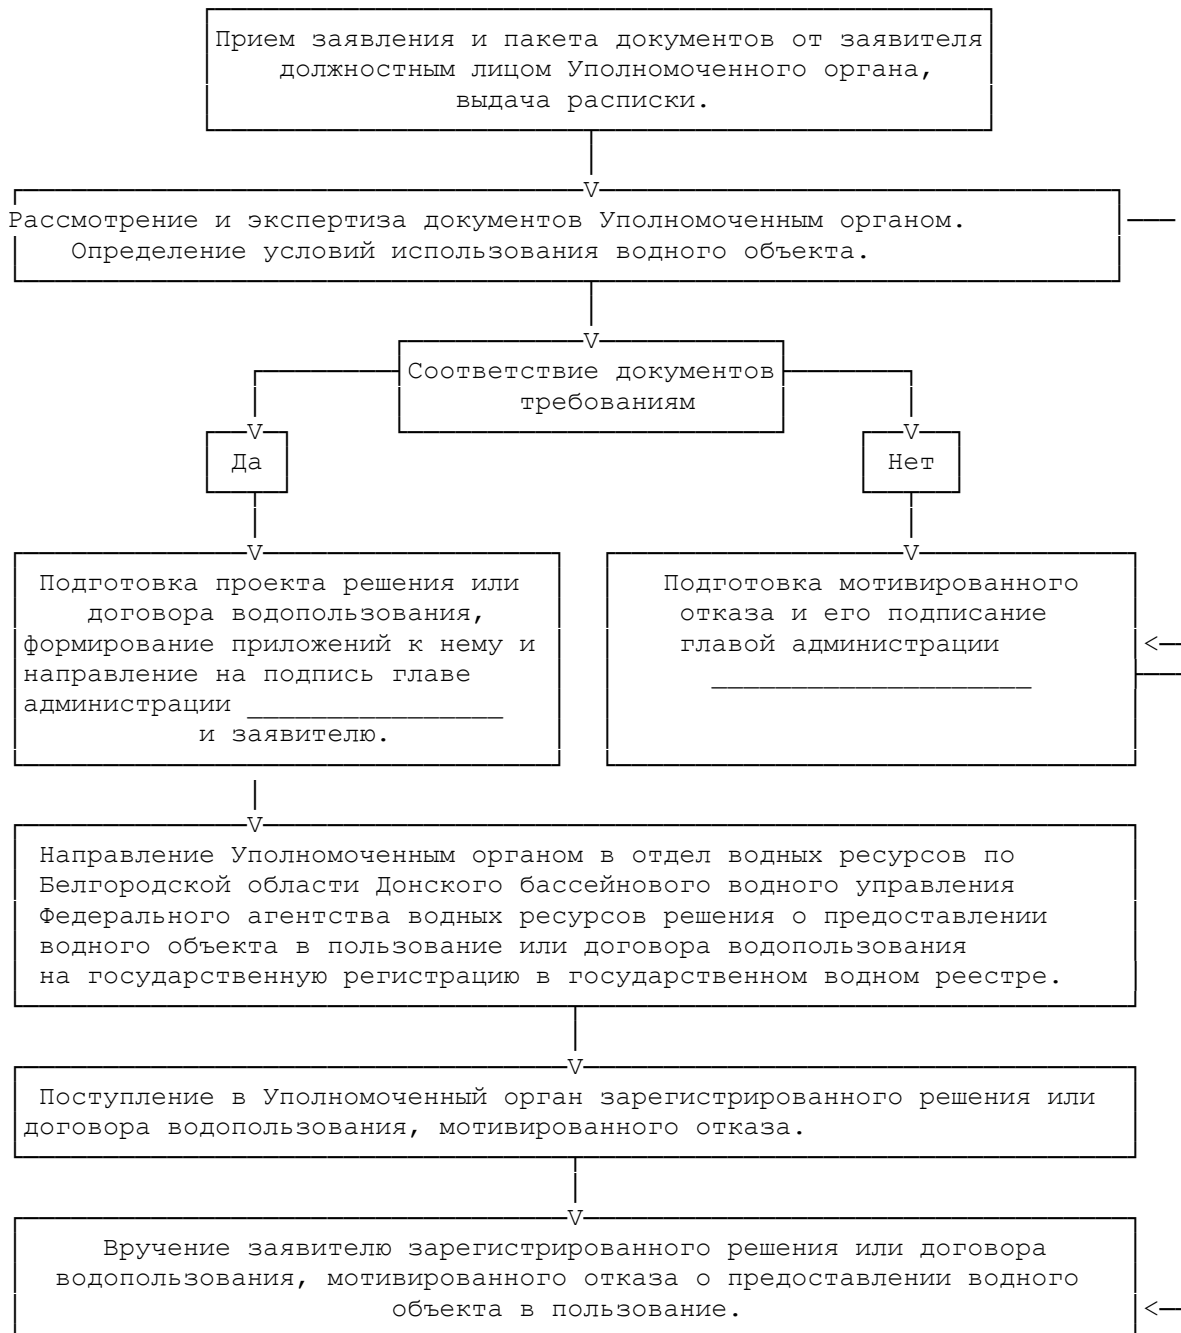 Прием заявления и пакета документов от заявителя
должностным лицом Уполномоченного органа,
выдача расписки.
Рассмотрение и экспертиза документов Уполномоченным органом.
Определение условий использования водного объекта.
Соответствие документов
требованиям
Да
Нет
Подготовка проекта решения или
договора водопользования,
формирование приложений к нему и
направление на подпись главе
администрации ________________
и заявителю.
Подготовка мотивированного
отказа и его подписание
главой администрации
____________________
Направление Уполномоченным органом в отдел водных ресурсов по
Белгородской области Донского бассейнового водного управления
Федерального агентства водных ресурсов решения о предоставлении
водного объекта в пользование или договора водопользования
на государственную регистрацию в государственном водном реестре.
Поступление в Уполномоченный орган зарегистрированного решения или
договора водопользования, мотивированного отказа.
Вручение заявителю зарегистрированного решения или договора
водопользования, мотивированного отказа о предоставлении водного
объекта в пользование.